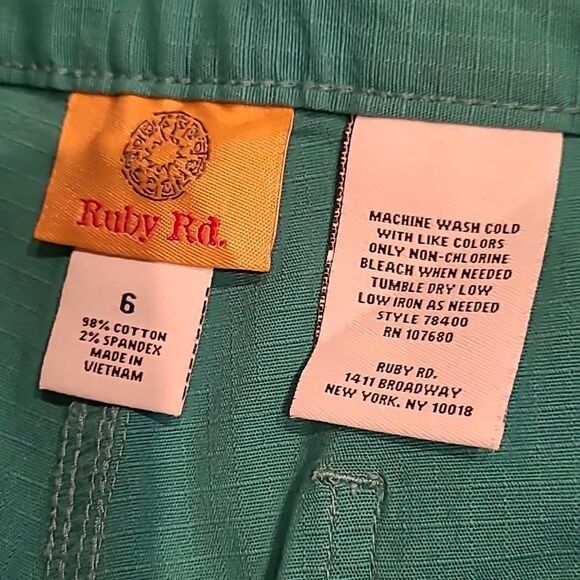 Ruby Rd.
6
98% COTTON
2% SPANDEX
MADE IN
VIETNAM
MACHINE WASH COLD
WITH LIKE COLORS
ONLY NON-CHLORINE
BLEACH WHEN NEEDED
TUMBLE DRY LOW
LOW IRON AS NEEDED
STYLE 78400
RN 107680
RUBY RD.
1411 BROADWAY
NEW YORK, NY 10018